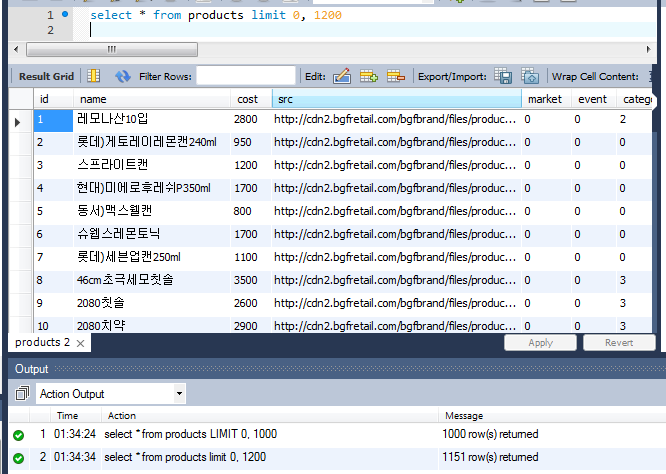 1 select * from products limit 0, 1200
2
Result Grid Filter Rows: Edit: Export/Import: Wrap Cell Content:
id name cost src market event categ
1 레모나산10입 2800 http://cdn2.bgfretail.com/bgfbrand/files/produc... 0 0 2
2 롯데)게토레이레몬캔240ml 950 http://cdn2.bgfretail.com/bgfbrand/files/produc... 0 0 0
3 스프라이트캔 1200 http://cdn2.bgfretail.com/bgfbrand/files/produc... 0 0 0
4 현대)미에로후레쉬P350ml 1700 http://cdn2.bgfretail.com/bgfbrand/files/produc... 0 0 0
5 동서)맥스웰캔 800 http://cdn2.bgfretail.com/bgfbrand/files/produc... 0 0 0
6 슈웹스레몬토닉 1700 http://cdn2.bgfretail.com/bgfbrand/files/produc... 0 0 0
7 롯데)세븐업캔250ml 1100 http://cdn2.bgfretail.com/bgfbrand/files/produc... 0 0 0
8 46cm초극세모칫솔 3500 http://cdn2.bgfretail.com/bgfbrand/files/produc... 0 0 3
9 2080칫솔 2600 http://cdn2.bgfretail.com/bgfbrand/files/produc... 0 0 3
10 2080치약 2900 http://cdn2.bgfretail.com/bgfbrand/files/produc... 0 0 3
products 2 Apply Revert
Output
Action Output
Time Action Message
1 01:34:24 select * from products LIMIT 0, 1000 1000 row(s) returned
2 01:34:34 select * from products limit 0, 1200 1151 row(s) returned